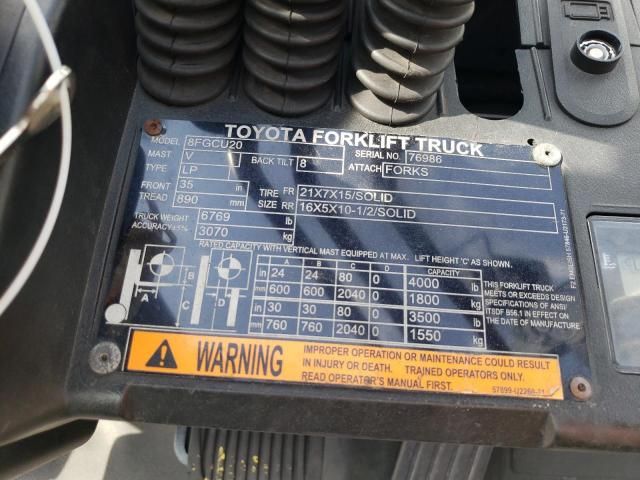 TOYOTA FORKLIFT TRUCK
MODEL 8FGCU20 SERIAL NO. 76986
MAST V BACK TILT 8 ATTACH FORKS
TYPE LP
FRONT TREAD 35 in TIRE SIZE FR 21X7X15/SOLID
890 mm RR 16X5X10-1/2/SOLID
TRUCK WEIGHT 6769 lb
ACCURACY±5% 3070 kg
RATED CAPACITY WITH VERTICAL MAST EQUIPPED AT MAX. LIFT HEIGHT 'C' AS SHOWN.
A B C D CAPACITY
in 24 24 80 0 4000 lb
mm 600 600 2040 0 1800 kg
in 30 30 80 0 3500 lb
mm 760 760 2040 0 1550 kg
A B C D
THIS FORKLIFT TRUCK
MEETS OR EXCEEDS DESIGN
SPECIFICATIONS OF ANSI/
ITSDF B56.1 IN EFFECT ON
THE DATE OF MANUFACTURE.
WARNING
IMPROPER OPERATION OR MAINTENANCE COULD RESULT
IN INJURY OR DEATH. TRAINED OPERATORS ONLY.
READ OPERATOR'S MANUAL FIRST.